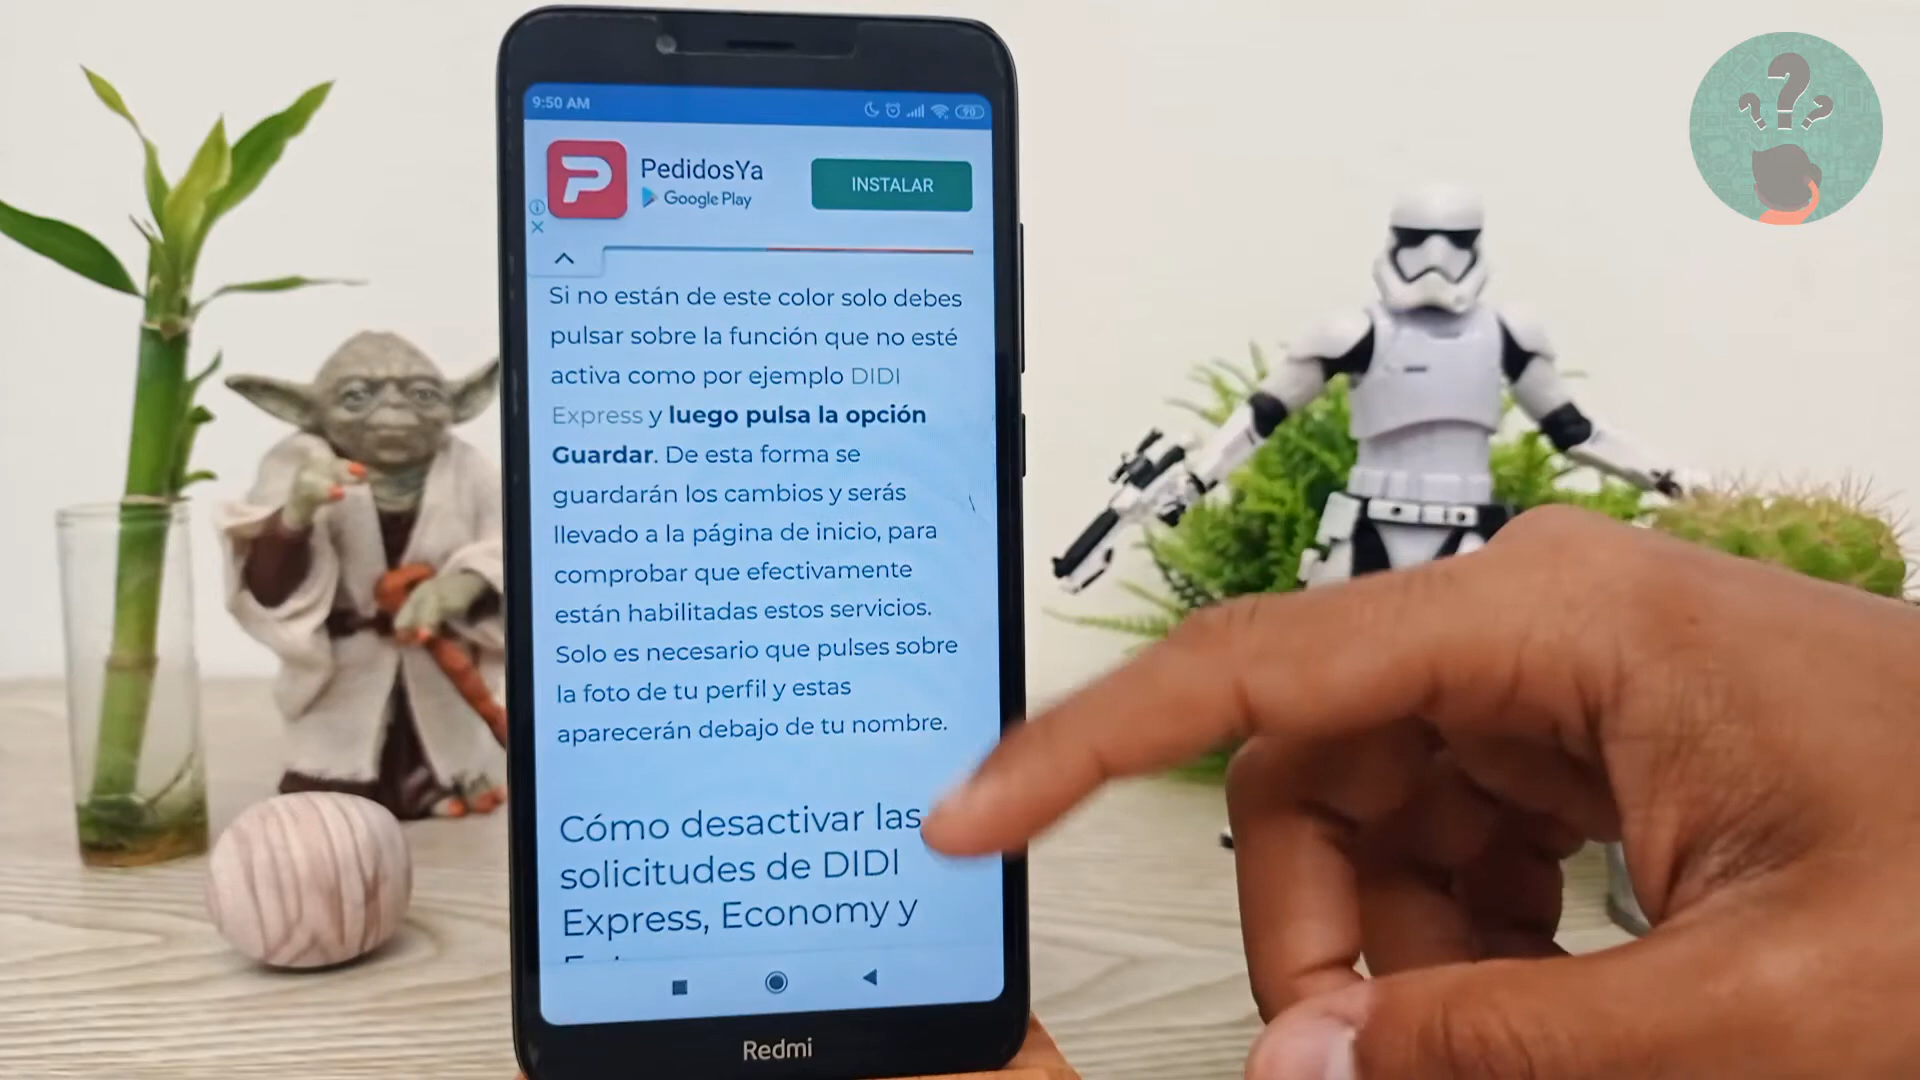 9:50 AM
90
PedidosYa
Google Play
INSTALAR
Si no están de este color solo debes
pulsar sobre la función que no esté
activa como por ejemplo DIDI
Express y luego pulsa la opción
Guardar. De esta forma se
guardarán los cambios y serás
llevado a la página de inicio, para
comprobar que efectivamente
están habilitadas estos servicios.
Solo es necesario que pulses sobre
la foto de tu perfil y estas
aparecerán debajo de tu nombre.
Cómo desactivar las
solicitudes de DIDI
Express, Economy y
Redmi